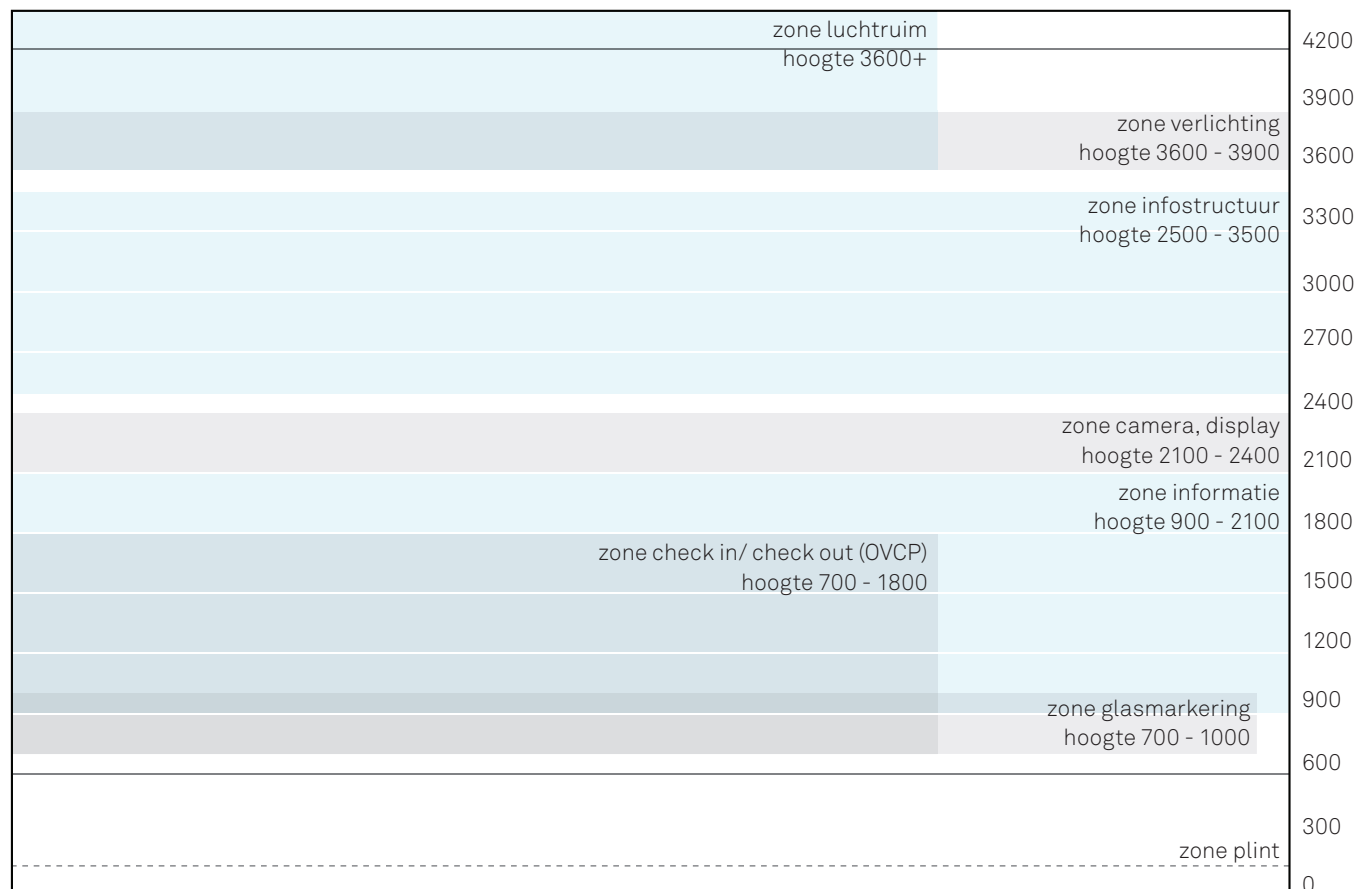 zone luchtruim
hoogte 3600+
4200
3900
zone verlichting
hoogte 3600 - 3900
3600
zone infostructuur
hoogte 2500 - 3500
3300
3000
2700
2400
zone camera, display
hoogte 2100 - 2400
2100
zone informatie
hoogte 900 - 2100
1800
zone check in/ check out (OVCP)
hoogte 700 - 1800
1500
1200
900
zone glasmarkering
hoogte 700 - 1000
600
300
zone plint
0